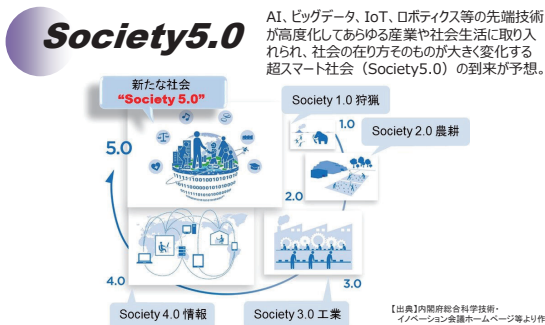 Society5.0
AI、ビッグデータ、IoT、ロボティクス等の先端技術
が高度化してあらゆる産業や社会生活に取り入
れられ、社会の在り方そのものが大きく変化する
超スマート社会（Society5.0）の到来が予想。
新たな社会
“Society 5.0”
Society 1.0 狩猟
1.0
Society 2.0 農耕
5.0
2.0
4.0
3.0
Society 4.0 情報
Society 3.0 工業
【出典】内閣府総合科学技術・
イノベーション会議ホームページ等より作